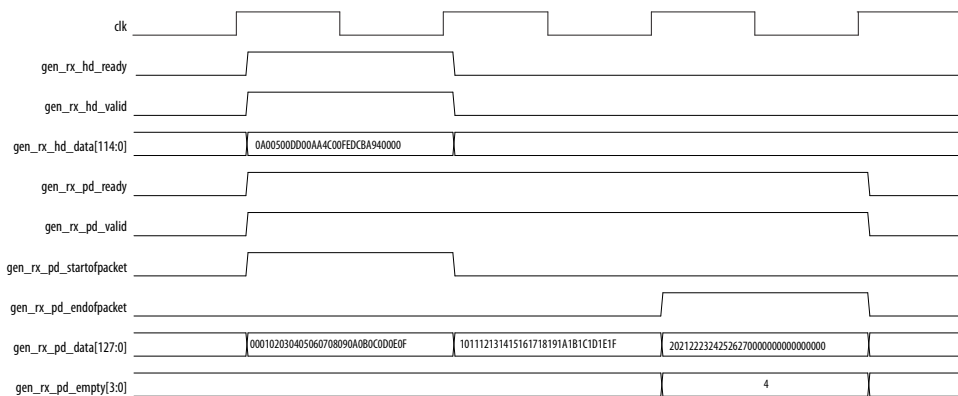 clk
gen_rx_hd_ready
gen_rx_hd_valid
gen_rx_hd_data[114:0] 0A00500DD00AA4C00FEDCBA940000
gen_rx_pd_ready
gen_rx_pd_valid
gen_rx_pd_startofpacket
gen_rx_pd_endofpacket
gen_rx_pd_data[127:0] 000102030405060708090A0B0C0D0E0F 101112131415161718191A1B1C1D1E1F 20212223242526270000000000000000
gen_rx_pd_empty[3:0] 4